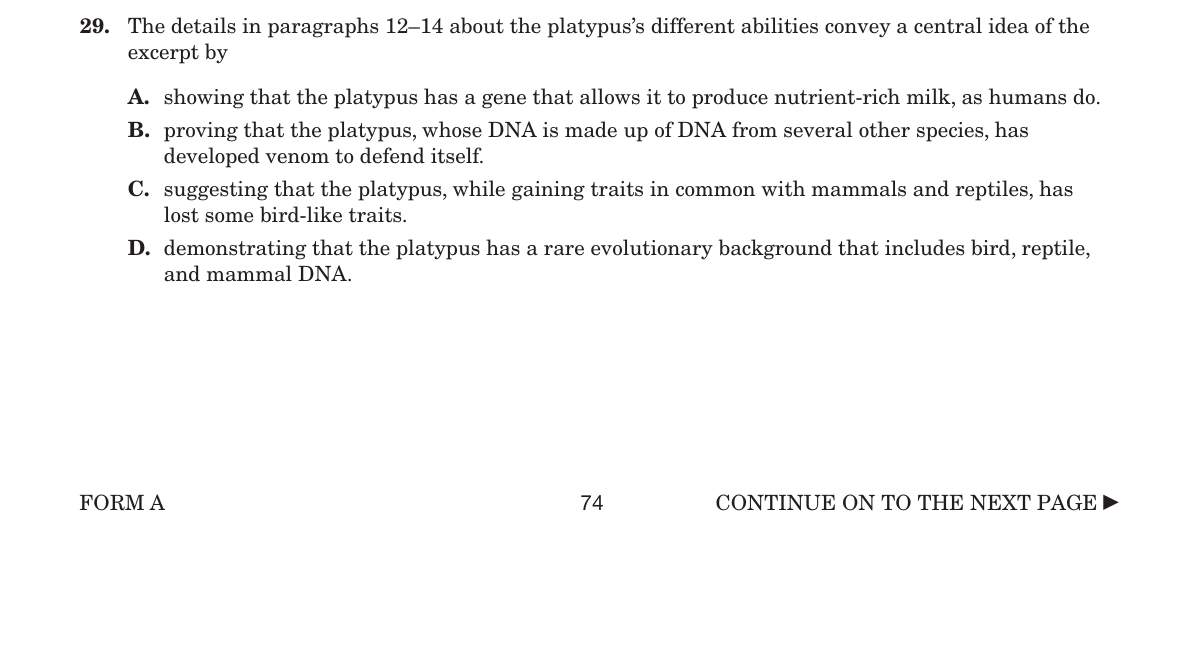 29. The details in paragraphs 12–14 about the platypus’s different abilities convey a central idea of the
excerpt by
A. showing that the platypus has a gene that allows it to produce nutrient-rich milk, as humans do.
B. proving that the platypus, whose DNA is made up of DNA from several other species, has
developed venom to defend itself.
C. suggesting that the platypus, while gaining traits in common with mammals and reptiles, has
lost some bird-like traits.
D. demonstrating that the platypus has a rare evolutionary background that includes bird, reptile,
and mammal DNA.
FORM A 74 CONTINUE ON TO THE NEXT PAGE ▶